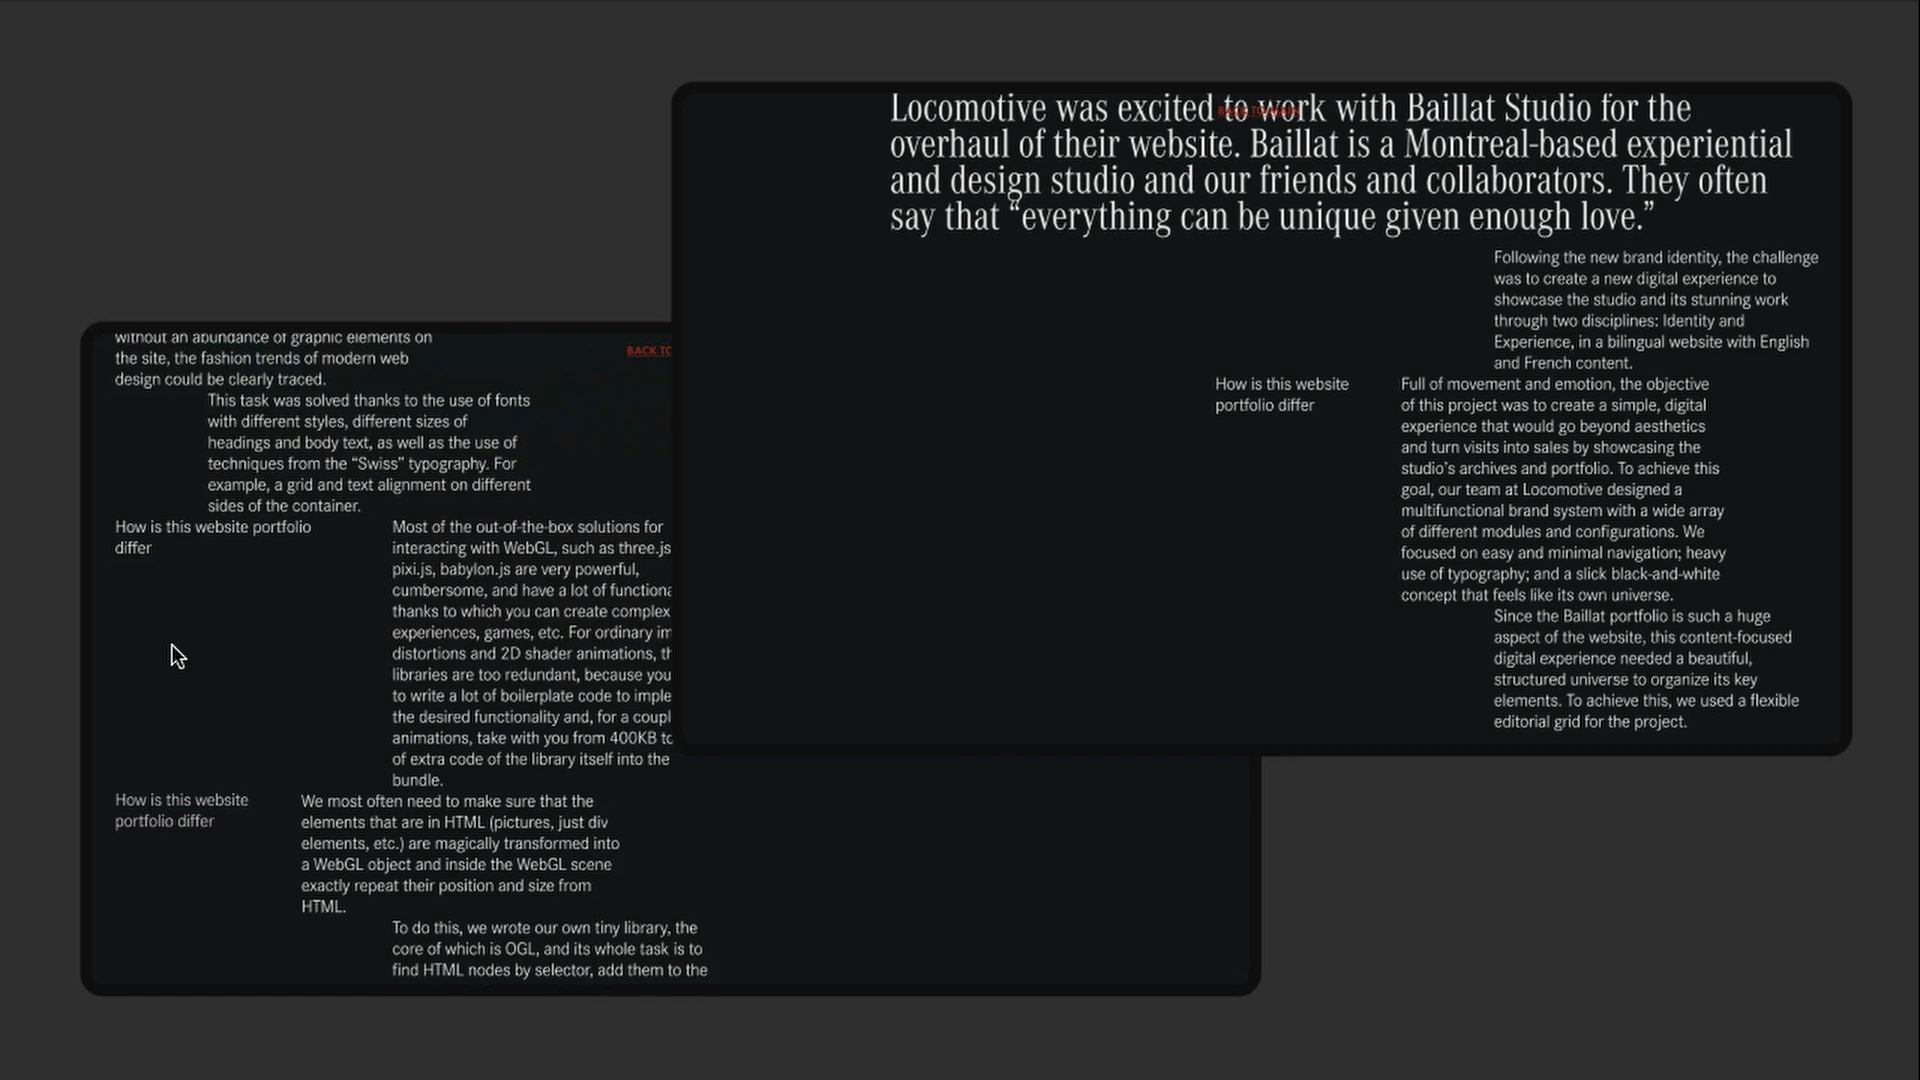 Locomotive was excited to work with Baillat Studio for the
overhaul of their website. Baillat is a Montreal-based experiential
and design studio and our friends and collaborators. They often
say that “everything can be unique given enough love.”
Following the new brand identity, the challenge
was to create a new digital experience to
showcase the studio and its stunning work
through two disciplines: Identity and
Experience, in a bilingual website with English
and French content.
How is this website
portfolio differ
Full of movement and emotion, the objective
of this project was to create a simple, digital
experience that would go beyond aesthetics
and turn visits into sales by showcasing the
studio’s archives and portfolio. To achieve this
goal, our team at Locomotive designed a
multifunctional brand system with a wide array
of different modules and configurations. We
focused on easy and minimal navigation; heavy
use of typography; and a slick black-and-white
concept that feels like its own universe.
Since the Baillat portfolio is such a huge
aspect of the website, this content-focused
digital experience needed a beautiful,
structured universe to organize its key
elements. To achieve this, we used a flexible
editorial grid for the project.
without an abundance of graphic elements on
the site, the fashion trends of modern web
design could be clearly traced.
BACK TO
This task was solved thanks to the use of fonts
with different styles, different sizes of
headings and body text, as well as the use of
techniques from the “Swiss” typography. For
example, a grid and text alignment on different
sides of the container.
How is this website portfolio
differ
Most of the out-of-the-box solutions for
interacting with WebGL, such as three.js
pixi.js, babylon.js are very powerful,
cumbersome, and have a lot of
thanks to which you can create complex
experiences, games, etc. For ordinary
distortions and 2D shader animations,
libraries are too redundant, because you
to write a lot of boilerplate code to
the desired functionality and, for a
animations, take with you from 400KB
of extra code of the library itself into the
bundle.
How is this website
portfolio differ
We most often need to make sure that the
elements that are in HTML (pictures, just div
elements, etc.) are magically transformed into
a WebGL object and inside the WebGL scene
exactly repeat their position and size from
HTML.
To do this, we wrote our own tiny library, the
core of which is OGL, and its whole task is to
find HTML nodes by selector, add them to the